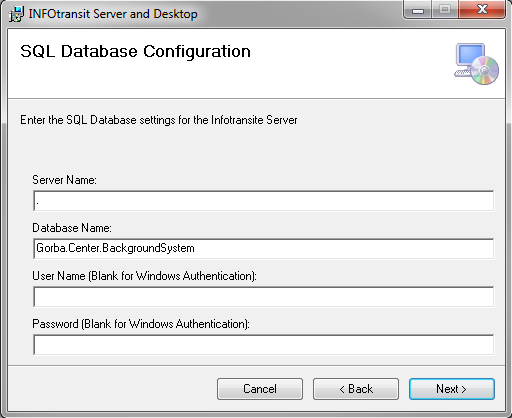 INFOtransit Server and Desktop
SQL Database Configuration
Enter the SQL Database settings for the Infotransite Server
Server Name:
.
Database Name:
Gorba.Center.BackgroundSystem
User Name (Blank for Windows Authentication):
Password (Blank for Windows Authentication):
Cancel
< Back
Next >